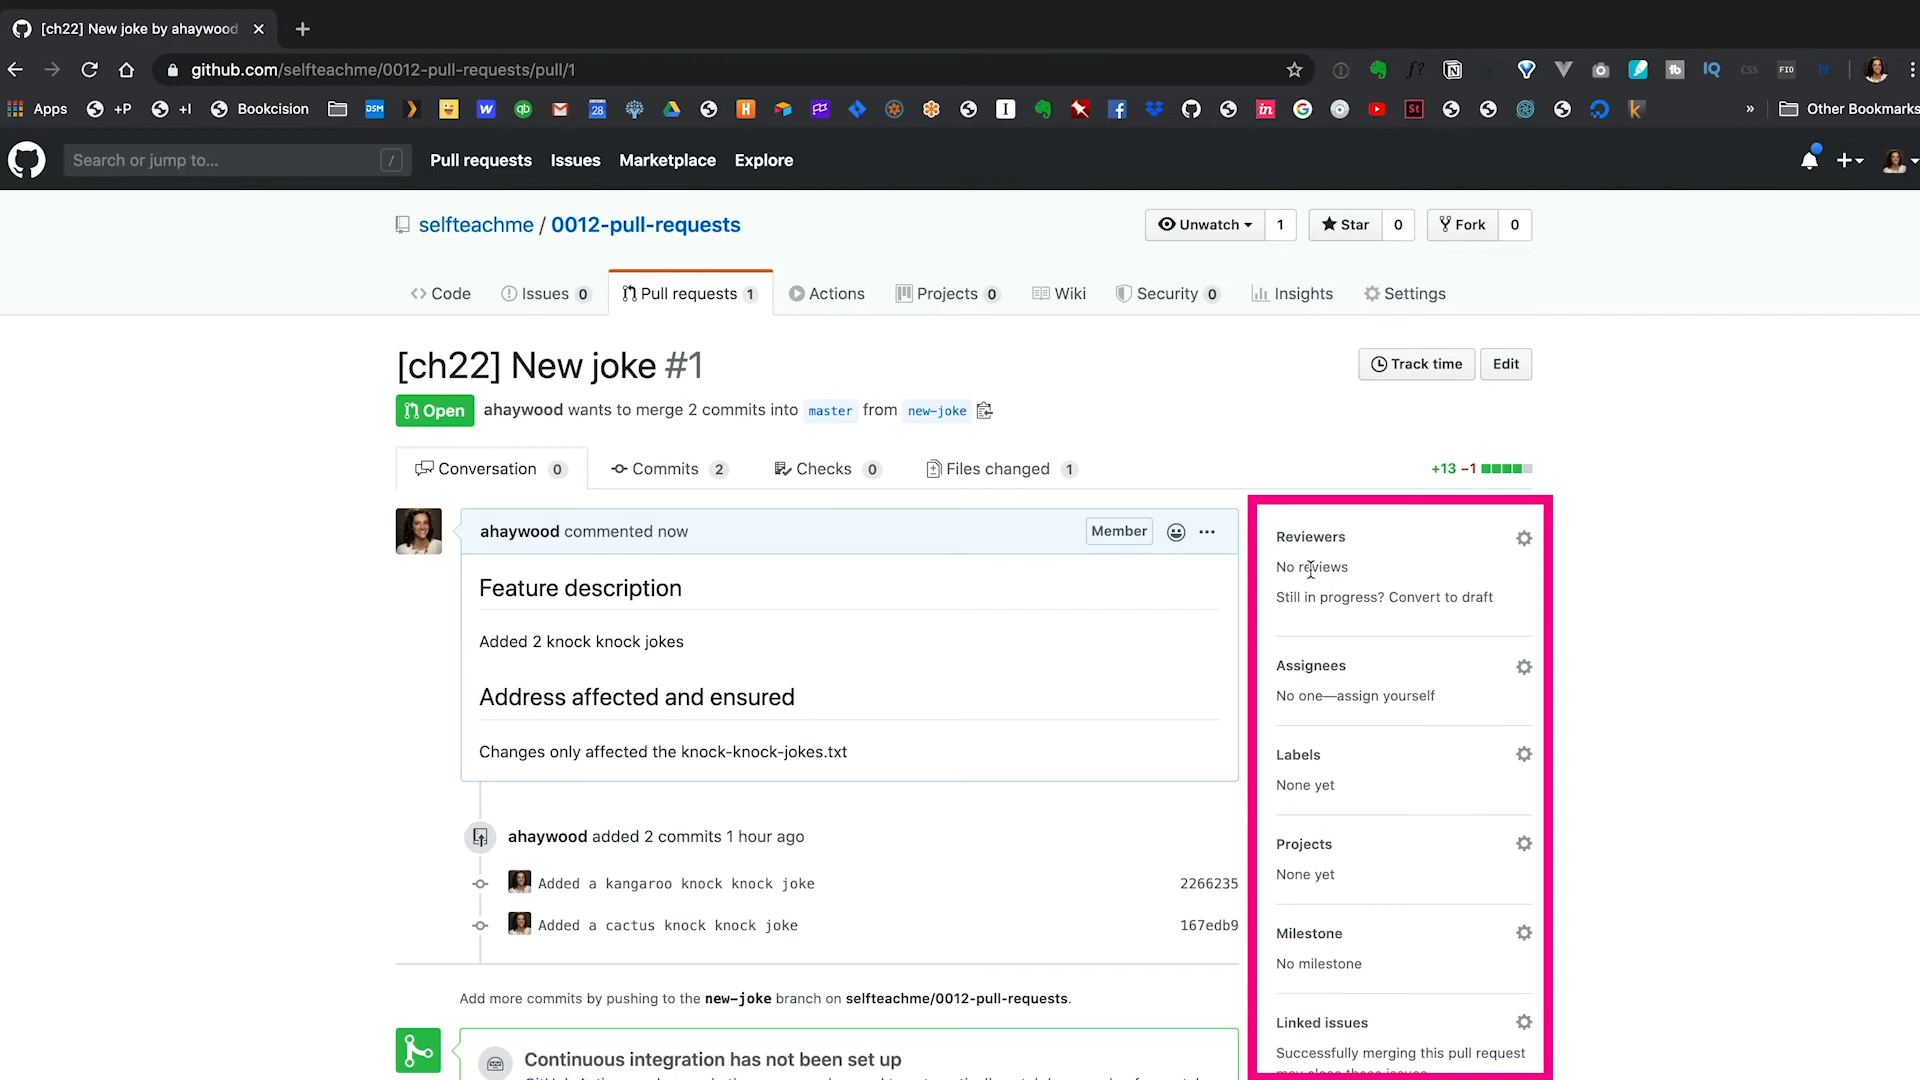 [ch22] New joke by ahaywood
github.com/selfteachme/0012-pull-requests/pull/1
Apps +P +I Bookcision Other Bookmarks
Search or jump to... / Pull requests Issues Marketplace Explore
selfteachme / 0012-pull-requests Unwatch 1 Star 0 Fork 0
Code Issues 0 Pull requests 1 Actions Projects 0 Wiki Security 0 Insights Settings
[ch22] New joke #1 Track time Edit
Open ahaywood wants to merge 2 commits into master from new-joke
Conversation 0 Commits 2 Checks 0 Files changed 1 +13 −1
ahaywood commented now Member
Feature description
Added 2 knock knock jokes
Address affected and ensured
Changes only affected the knock-knock-jokes.txt
ahaywood added 2 commits 1 hour ago
Added a kangaroo knock knock joke 2266235
Added a cactus knock knock joke 167edb9
Add more commits by pushing to the new-joke branch on selfteachme/0012-pull-requests.
Continuous integration has not been set up
Reviewers
No reviews
Still in progress? Convert to draft
Assignees
No one—assign yourself
Labels
None yet
Projects
None yet
Milestone
No milestone
Linked issues
Successfully merging this pull request